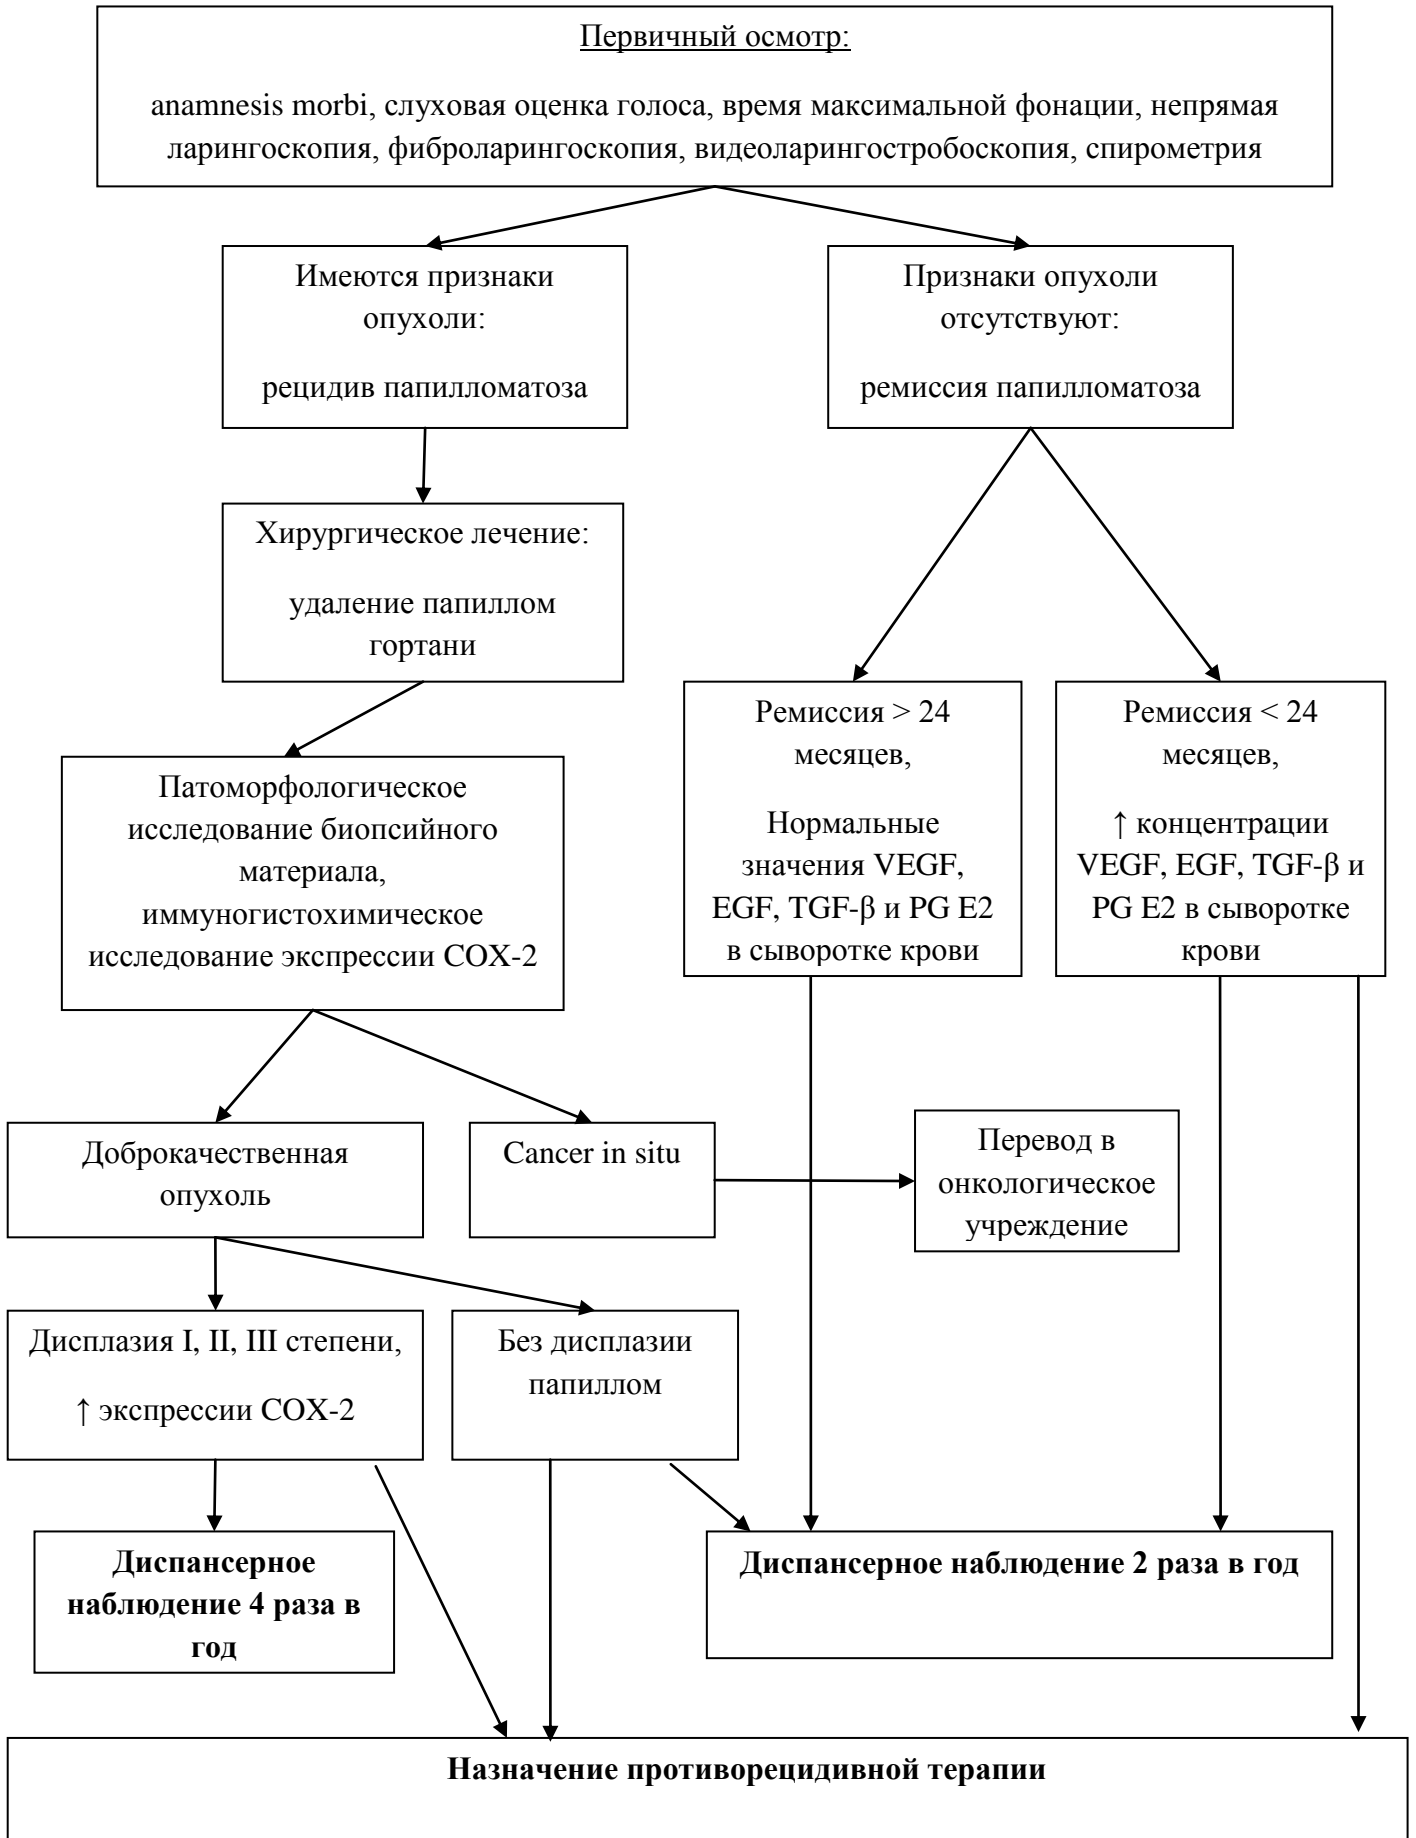 Первичный осмотр:
anamnesis morbi, слуховая оценка голоса, время максимальной фонации, непрямая
ларингоскопия, фиброларингоскопия, видеоларингостробоскопия, спирометрия
Имеются признаки
опухоли:
рецидив папилломатоза
Признаки опухоли
отсутствуют:
ремиссия папилломатоза
Хирургическое лечение:
удаление папиллом
гортани
Ремиссия > 24
месяцев,
Нормальные
значения VEGF,
EGF, TGF-β и PG E2
в сыворотке крови
Ремиссия < 24
месяцев,
↑ концентрации
VEGF, EGF, TGF-β и
PG E2 в сыворотке
крови
Патоморфологическое
исследование биопсийного
материала,
иммуногистохимическое
исследование экспрессии COX-2
Доброкачественная
опухоль
Cancer in situ
Перевод в
онкологическое
учреждение
Дисплазия I, II, III степени,
↑ экспрессии COX-2
Без дисплазии
папиллом
Диспансерное
наблюдение 4 раза в
год
Диспансерное наблюдение 2 раза в год
Назначение противорецидивной терапии